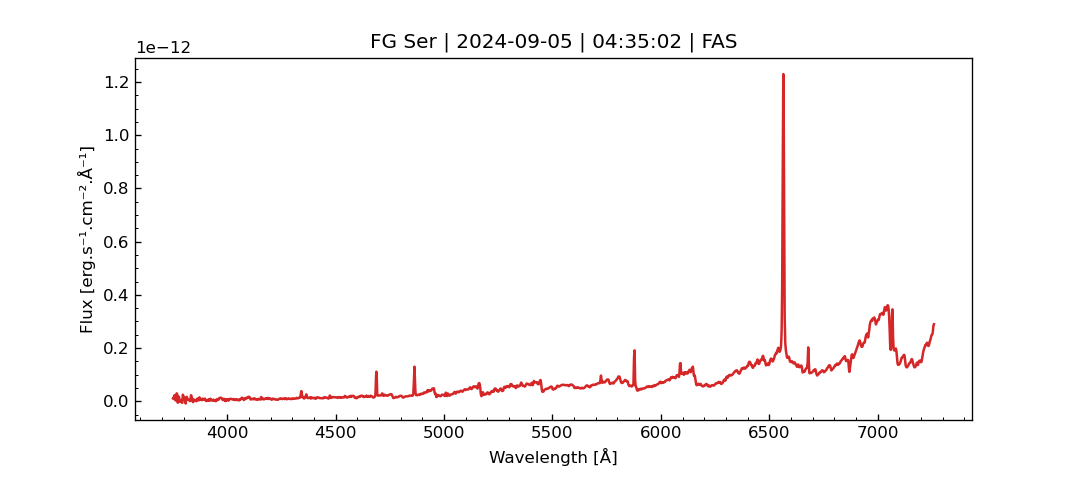 FG Ser | 2024-09-05 | 04:35:02 | FAS
1e−12
1.2
1.0
0.8
0.6
0.4
0.2
0.0
Flux [erg.s⁻¹.cm⁻².Å⁻¹]
4000 4500 5000 5500 6000 6500 7000
Wavelength [Å]